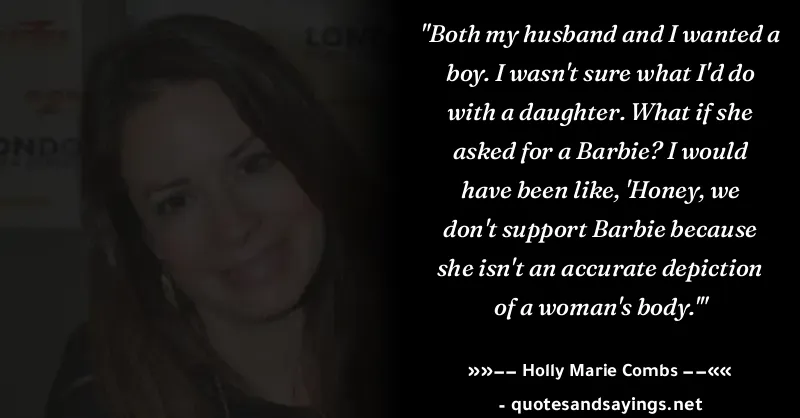 "Both my husband and I wanted a
boy. I wasn't sure what I'd do
with a daughter. What if she
asked for a Barbie? I would
have been like, 'Honey, we
don't support Barbie because
she isn't an accurate depiction
of a woman's body.'"
»»–– Holly Marie Combs ––««
- quotesandsayings.net